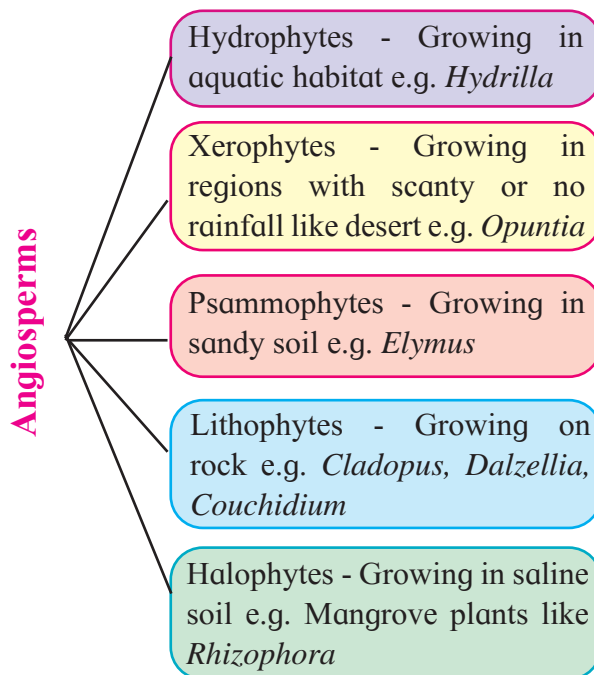 Angiosperms
Hydrophytes - Growing in
aquatic habitat e.g. Hydrilla
Xerophytes - Growing in
regions with scanty or no
rainfall like desert e.g. Opuntia
Psammophytes - Growing in
sandy soil e.g. Elymus
Lithophytes - Growing on
rock e.g. Cladopus, Dalzellia,
Couchidium
Halophytes - Growing in saline
soil e.g. Mangrove plants like
Rhizophora